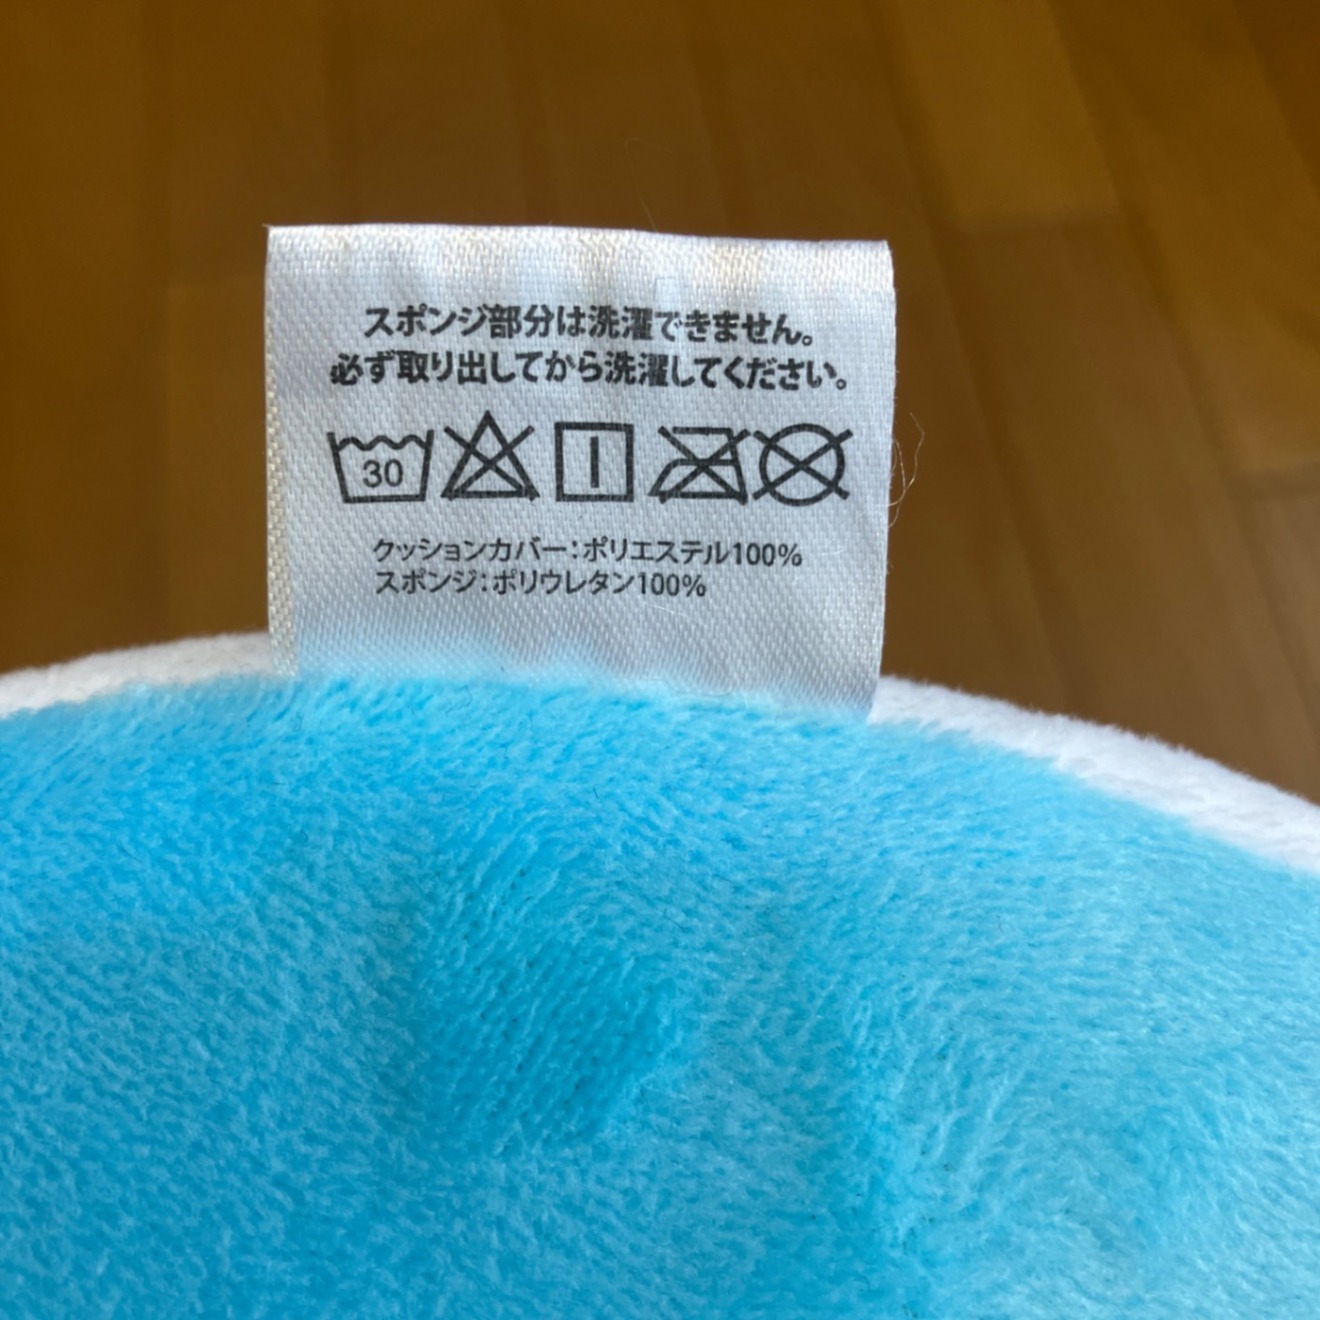 スポンジ部分は洗濯できません。
必ず取り出してから洗濯してください。
30
クッションカバー：ポリエステル100%
スポンジ：ポリウレタン100%